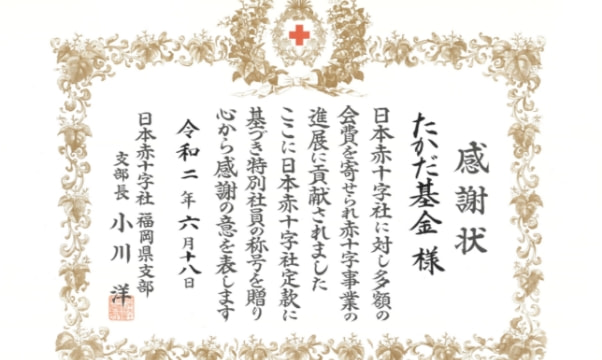 感謝状
たかだ基金 様
日本赤十字社に対し多額の
会費を寄せられ赤十字事業の
進展に貢献されました
ここに日本赤十字社定款に
基づき特別社員の称号を贈り
心から感謝の意を表します
令和二年六月十八日
日本赤十字社 福岡県支部
支部長 小川 洋